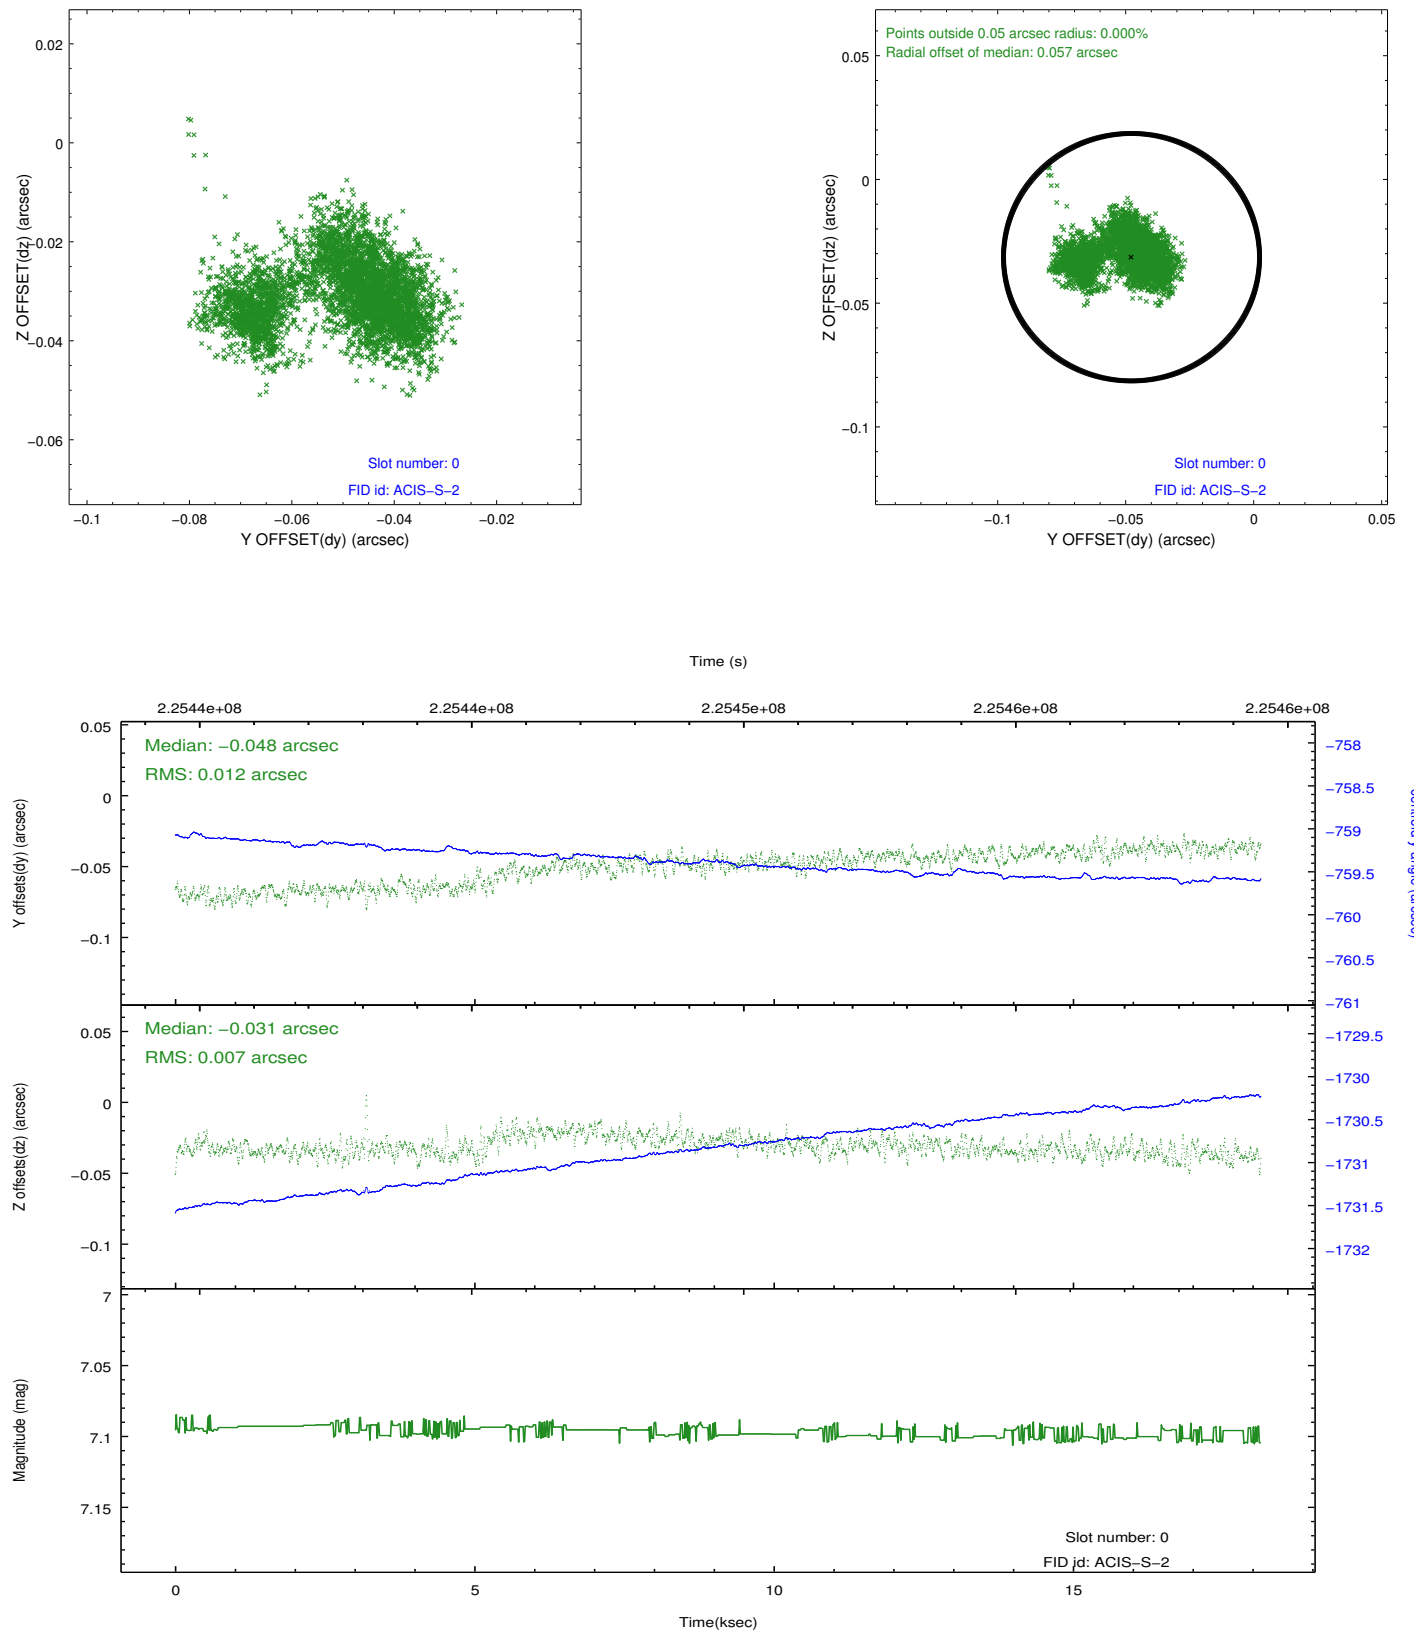 0.02
0
−0.02
−0.04
−0.06
Z OFFSET(dz) (arcsec)
Slot number: 0
FID id: ACIS−S−2
−0.1
−0.08
−0.06
−0.04
−0.02
Y OFFSET(dy) (arcsec)
Points outside 0.05 arcsec radius: 0.000%
Radial offset of median: 0.057 arcsec
0.05
0
−0.05
−0.1
Z OFFSET(dz) (arcsec)
Slot number: 0
FID id: ACIS−S−2
−0.1
−0.05
0
0.05
Y OFFSET(dy) (arcsec)
Time (s)
2.2544e+08
2.2544e+08
2.2545e+08
2.2546e+08
2.2546e+08
Median: −0.048 arcsec
RMS: 0.012 arcsec
0.05
0
−0.05
−0.1
Y offsets(dy) (arcsec)
−758
−758.5
−759
−759.5
−760
−760.5
−761
Median: −0.031 arcsec
RMS: 0.007 arcsec
0.05
0
−0.05
−0.1
Z offsets(dz) (arcsec)
−1729.5
−1730
−1730.5
−1731
−1731.5
−1732
7
7.05
7.1
7.15
Magnitude (mag)
Slot number: 0
FID id: ACIS−S−2
0
5
10
15
Time(ksec)